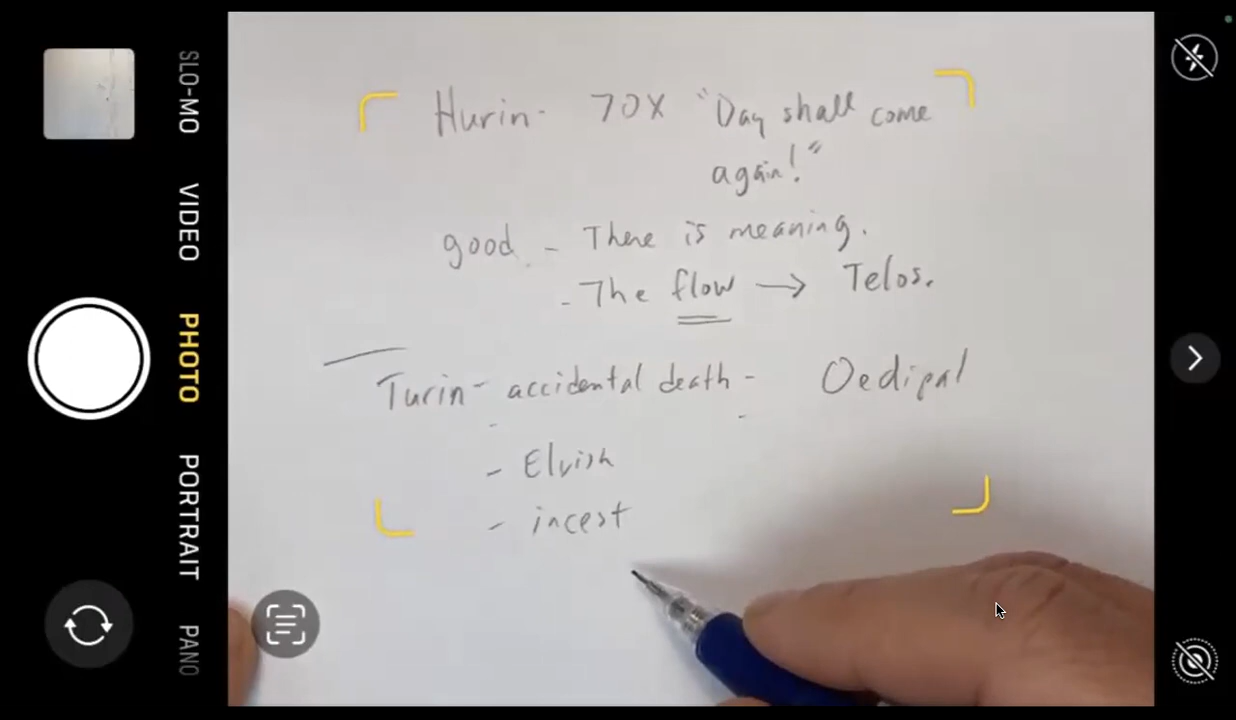 SLO-MO
VIDEO
PHOTO
PORTRAIT
PANO
Hurin- 70X "Day shall come
again!"
good - There is meaning.
- The flow → Telos.
Turin- accidental death - Oedipal
- Elvish
- incest